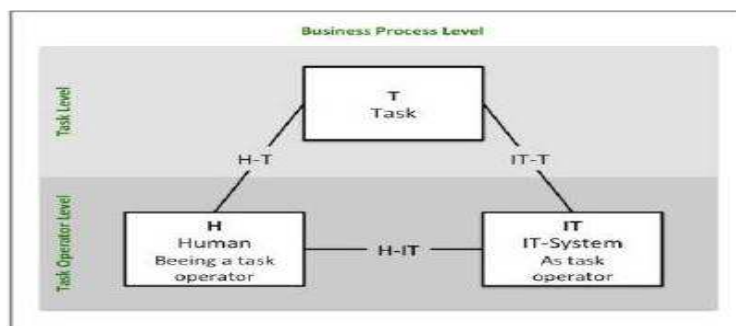 Business Process Level
Task Level
T
Task
H-T
IT-T
Task Operator Level
H
Human
Beeing a task
operator
H-IT
IT
IT-System
As task
operator